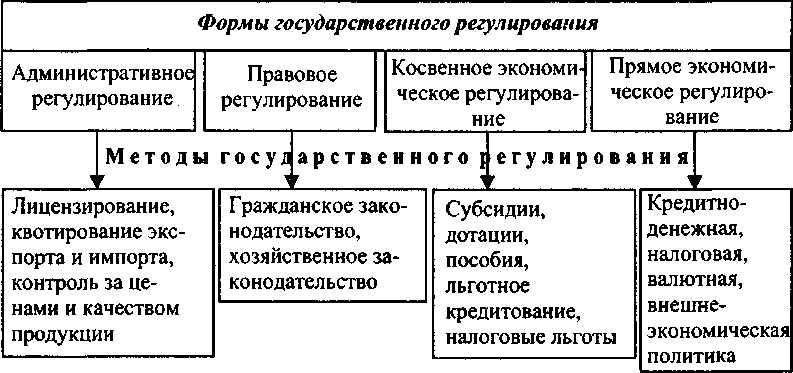 Формы государственного регулирования
Административное
регулирование
Правовое
регулирование
Косвенное экономи-
ческое регулирова-
ние
Прямое экономи-
ческое регулиро-
вание
Методы государственного регулирования
Лицензирование,
квотирование экс-
порта и импорта,
контроль за це-
нами и качеством
продукции
Гражданское зако-
нодательство,
хозяйственное за-
конодательство
Субсидии,
дотации,
пособия,
льготное
кредитование,
налоговые льготы
Кредитно-
денежная,
налоговая,
валютная,
внешне-
экономическая
политика